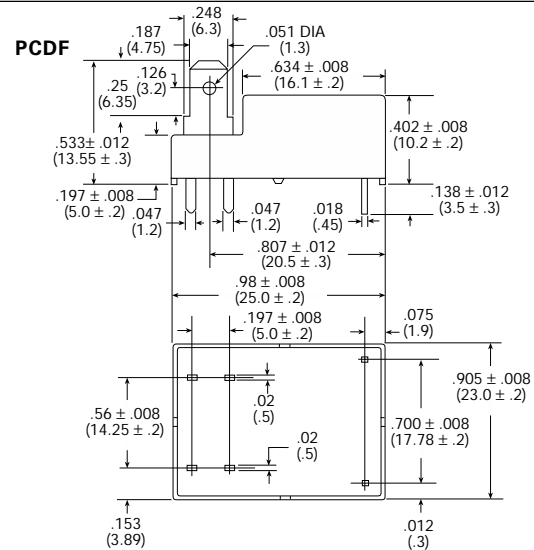 PCDF
.248
(6.3)
.187
(4.75)
.051 DIA
(1.3)
.126
(3.2)
.634 ± .008
(16.1 ± .2)
.25
(6.35)
.402 ± .008
(10.2 ± .2)
.533± .012
(13.55 ± .3)
.197 ± .008
(5.0 ± .2)
.047
(1.2)
.047
(1.2)
.018
(.45)
.138 ± .012
(3.5 ± .3)
.807 ± .012
(20.5 ± .3)
.98 ± .008
(25.0 ± .2)
.197 ± .008
(5.0 ± .2)
.075
(1.9)
.905 ± .008
(23.0 ± .2)
.56 ± .008
(14.25 ± .2)
.02
(.5)
.700 ± .008
(17.78 ± .2)
.02
(.5)
.153
(3.89)
.012
(.3)